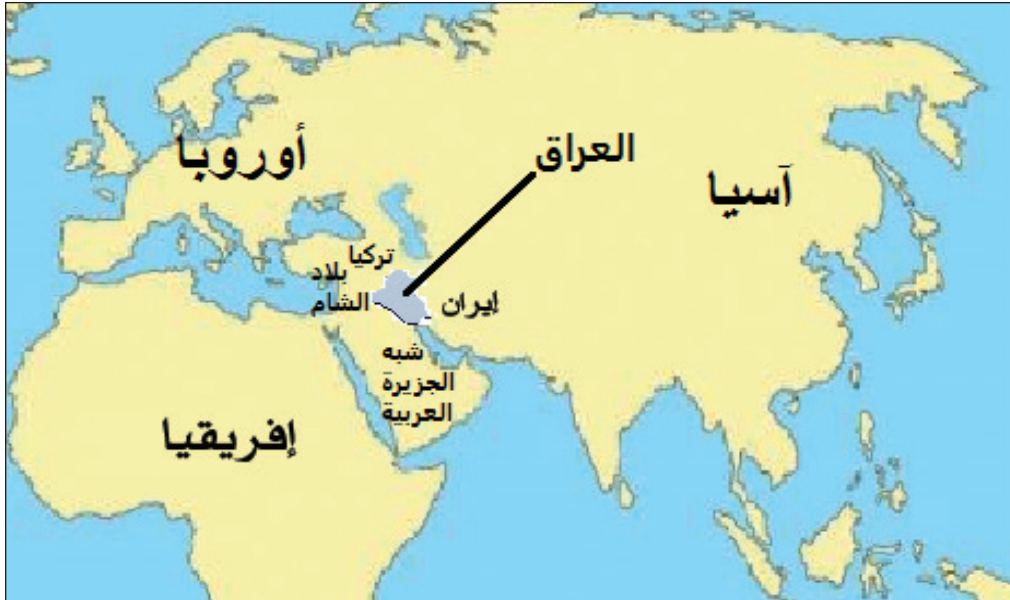 العراق
آسيا
أوروبا
تركيا
بلاد
الشام
إيران
شبه
الجزيرة
العربية
إفريقيا